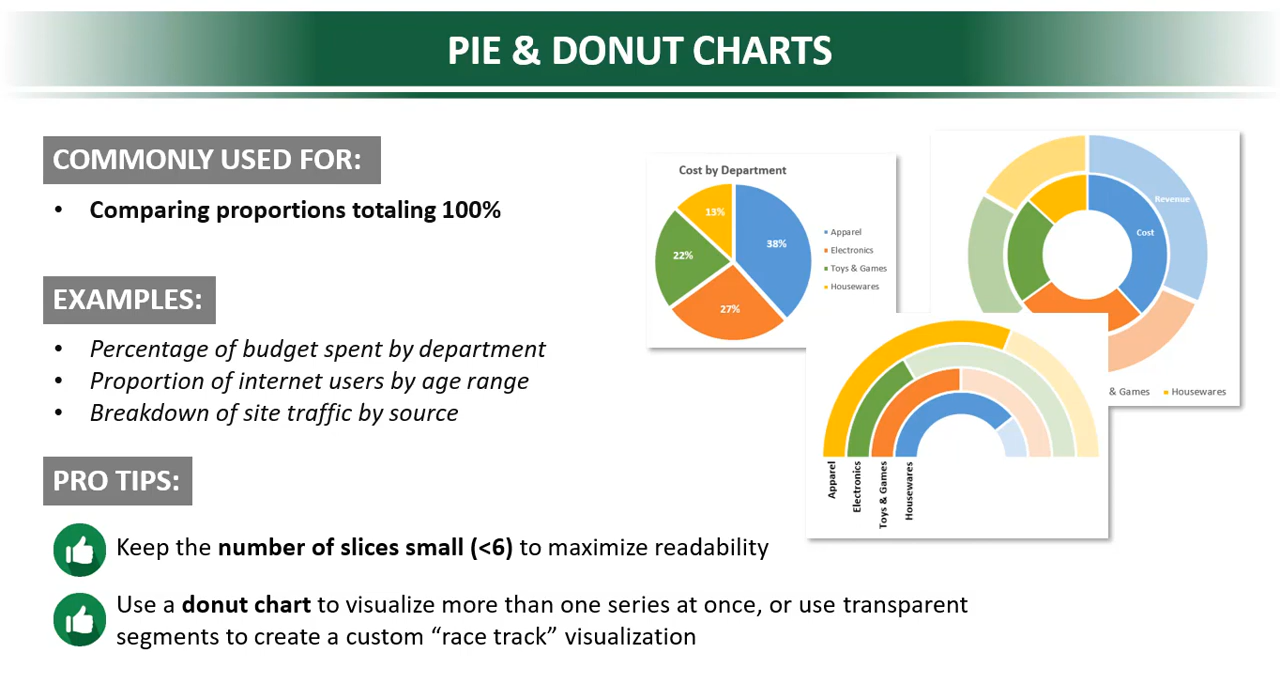 PIE & DONUT CHARTS
COMMONLY USED FOR:
• Comparing proportions totaling 100%
EXAMPLES:
• Percentage of budget spent by department
• Proportion of internet users by age range
• Breakdown of site traffic by source
PRO TIPS:
Keep the number of slices small (<6) to maximize readability
Use a donut chart to visualize more than one series at once, or use transparent
segments to create a custom “race track” visualization
Cost by Department
13%
38%
22%
27%
Apparel
Electronics
Toys & Games
Housewares
Revenue
Cost
& Games
Housewares
Apparel
Electronics
Toys & Games
Housewares